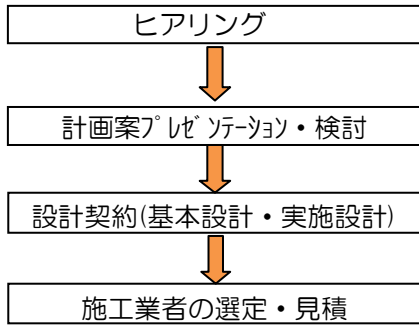 ヒアリング
計画案ﾌﾟﾚｾﾞﾝﾃｰｼｮﾝ・検討
設計契約(基本設計・実施設計)
施工業者の選定・見積